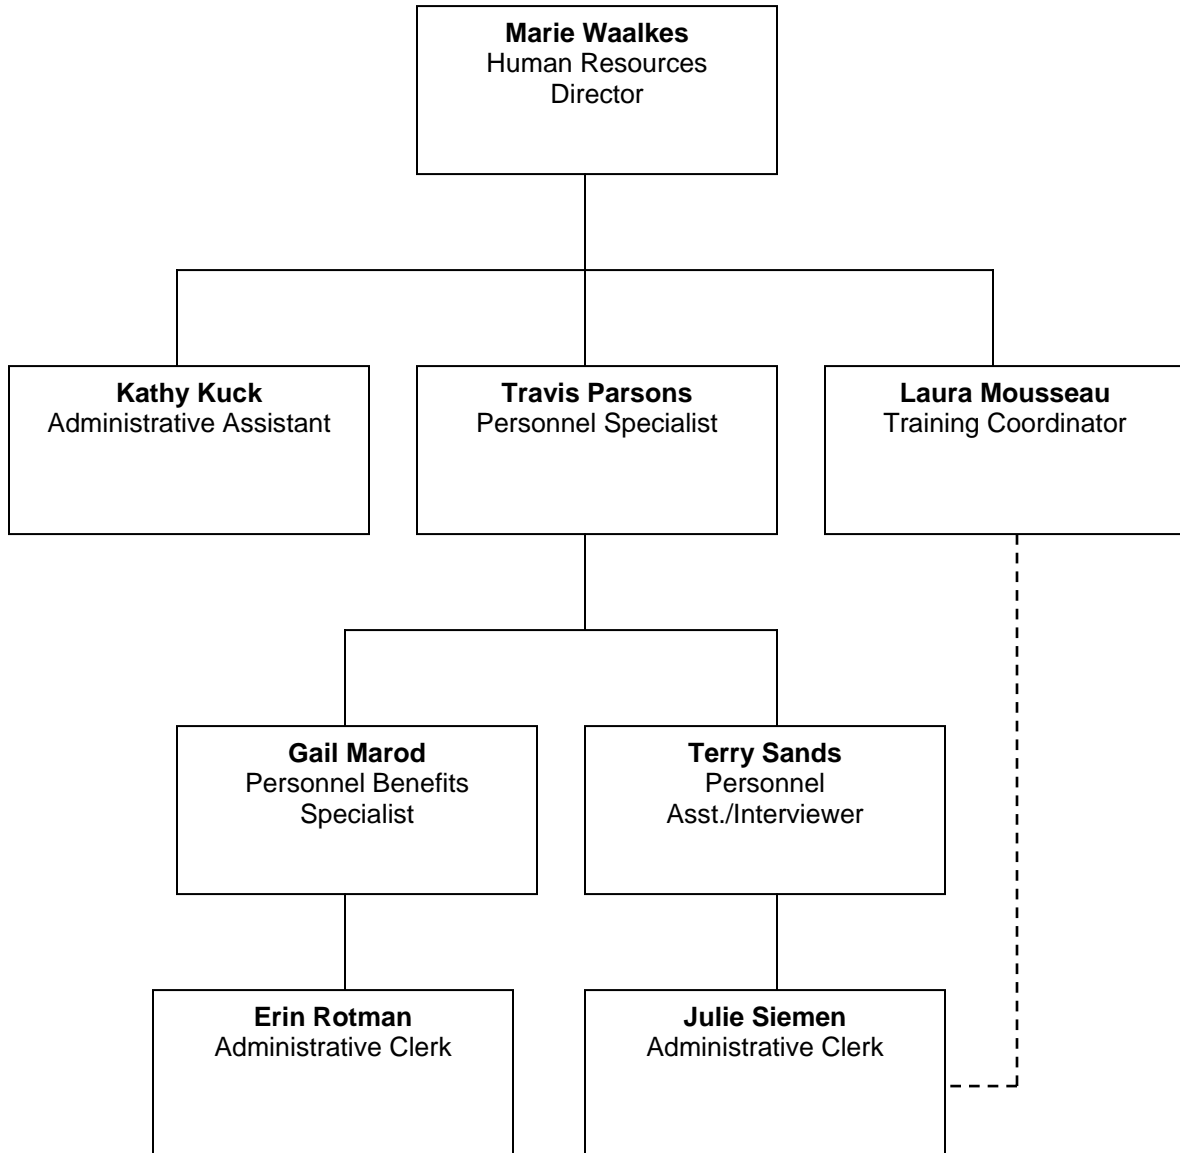 Marie Waalkes
Human Resources
Director
Kathy Kuck
Administrative Assistant
Travis Parsons
Personnel Specialist
Laura Mousseau
Training Coordinator
Gail Marod
Personnel Benefits
Specialist
Terry Sands
Personnel
Asst./Interviewer
Erin Rotman
Administrative Clerk
Julie Siemen
Administrative Clerk